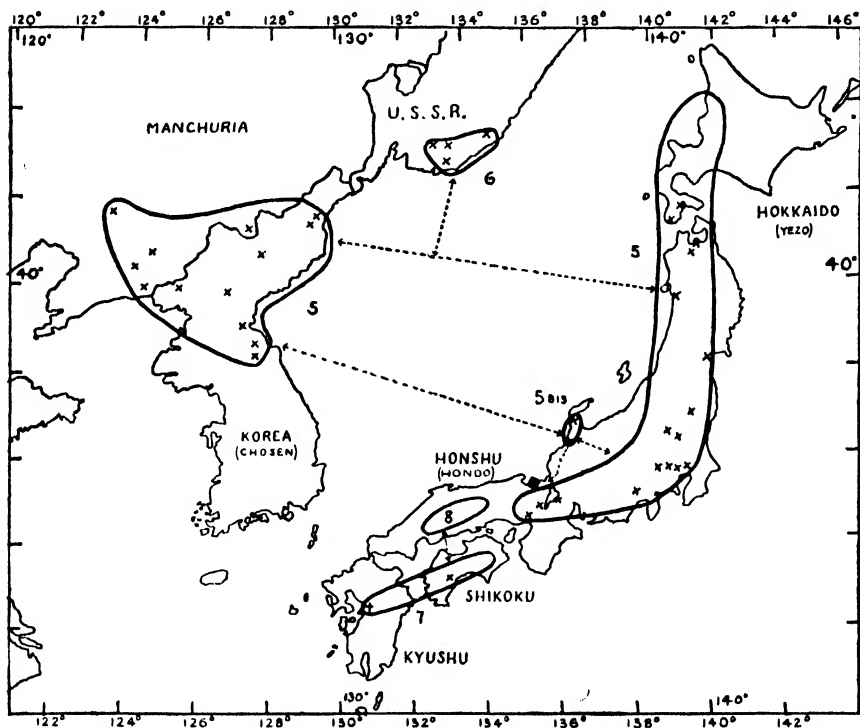 120° 130° 140°
120° 122° 124° 126° 128° 130° 132° 134° 136° 138° 140° 142° 144° 146°
U.S.S.R.
MANCHURIA
6
HOKKAIDO
(YEZO)
5
40° 40°
5
5 BIS
KOREA
(CHOSEN)
HONSHU
(HONDO)
8
SHIKOKU
7
KYUSHU
122° 124° 126° 128° 130° 132° 134° 136° 138° 140° 142°
130° 140°